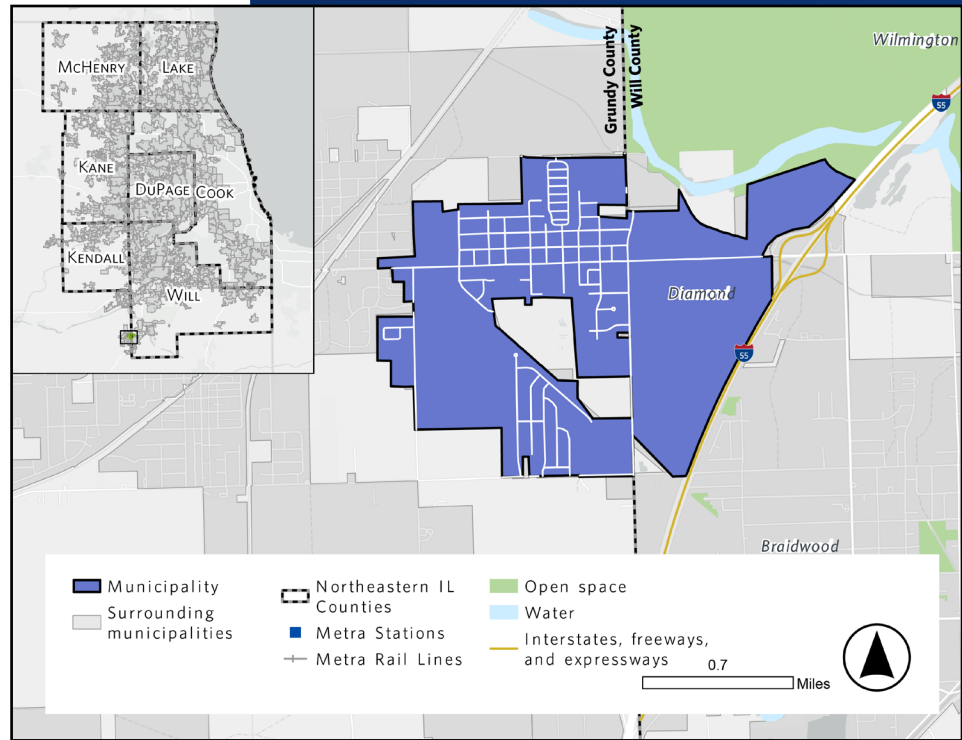 McHENRY
LAKE
KANE
DUPAGE
COOK
KENDALL
WILL
Grundy County
Will County
Wilmington
55
Diamond
55
Braidwood
Municipality
Surrounding
municipalities
Northeastern IL
Counties
Metra Stations
Metra Rail Lines
Open space
Water
Interstates, freeways,
and expressways
0.7
Miles